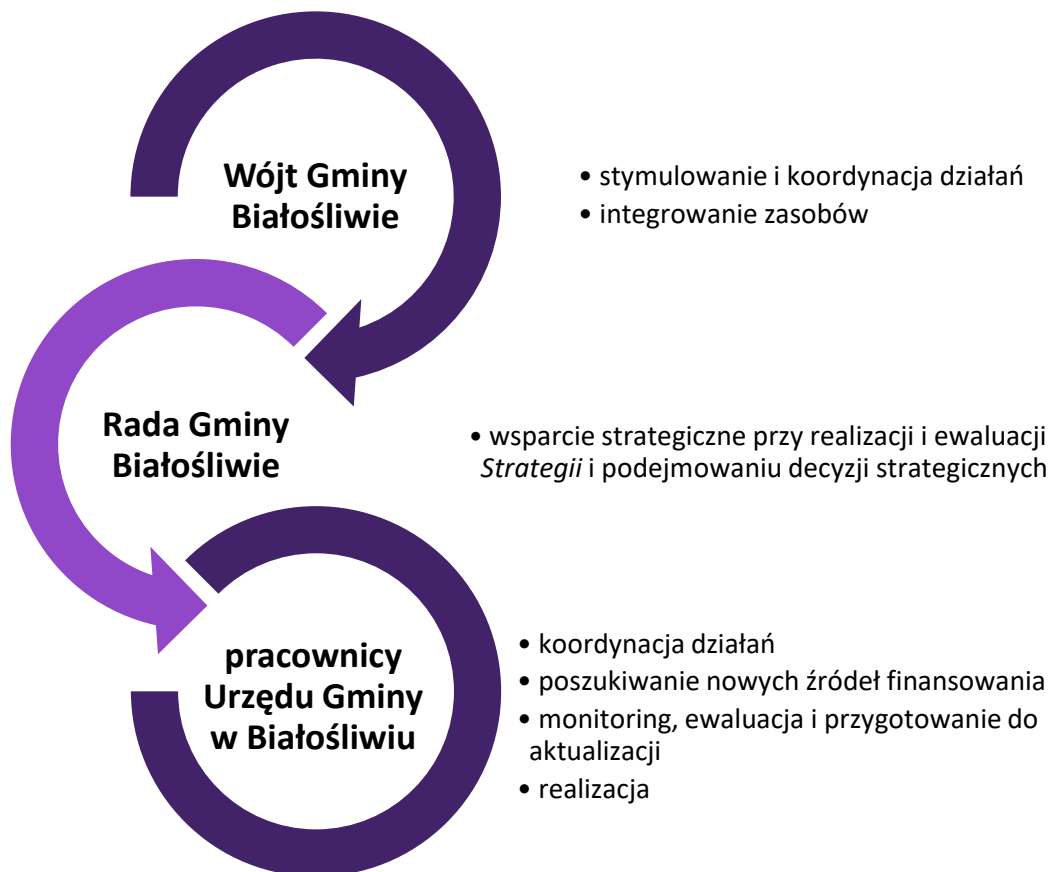 Wójt Gminy
Białośliwie
• stymulowanie i koordynacja działań
• integrowanie zasobów
Rada Gminy
Białośliwie
• wsparcie strategiczne przy realizacji i ewaluacji
Strategii i podejmowaniu decyzji strategicznych
pracownicy
Urzędu Gminy
w Białośliwiu
• koordynacja działań
• poszukiwanie nowych źródeł finansowania
• monitoring, ewaluacja i przygotowanie do
aktualizacji
• realizacja